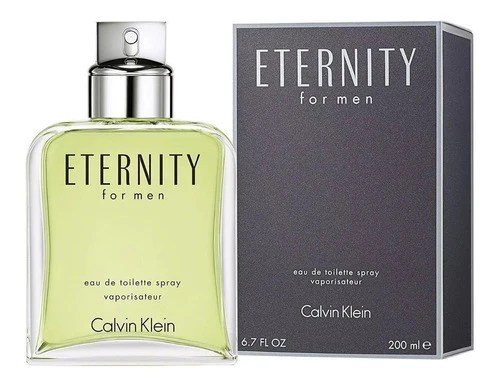 ETERNITY
for men
eau de toilette spray
vaporisateur
Calvin Klein
ETERNITY
for men
eau de toilette spray
vaporisateur
Calvin Klein
6.7 FL OZ 200 ml ℮